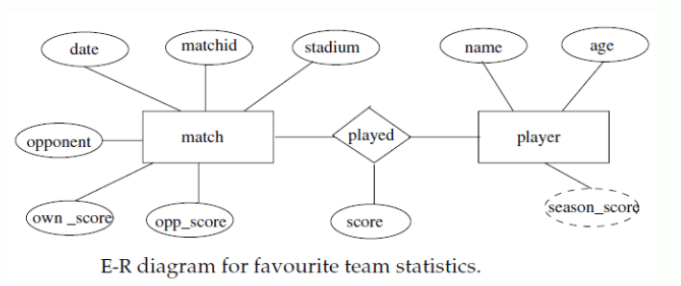 date
matchid
stadium
name
age
opponent
match
played
player
own _score
opp_score
score
season_score
E-R diagram for favourite team statistics.